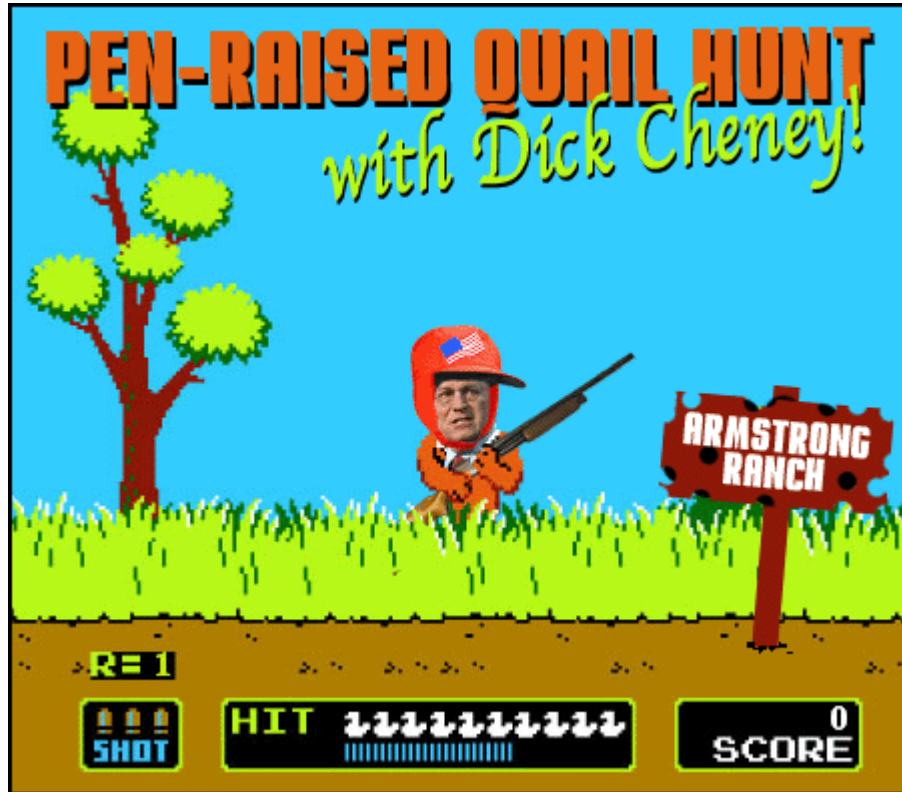 PEN-RAISED QUAIL HUNT
with Dick Cheney!
ARMSTRONG
RANCH
R=1
SHOT
HIT
0
SCORE